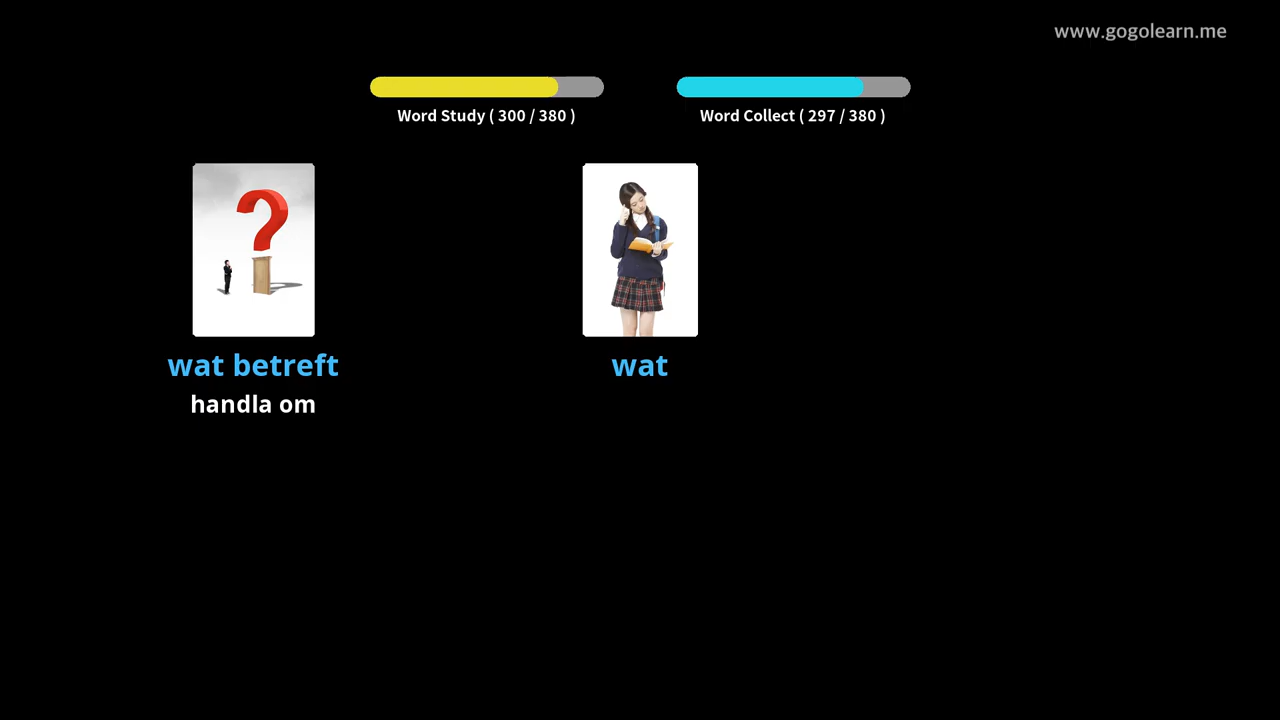 www.gogolearn.me
Word Study ( 300 / 380 )
Word Collect ( 297 / 380 )
wat betreft
wat
handla om